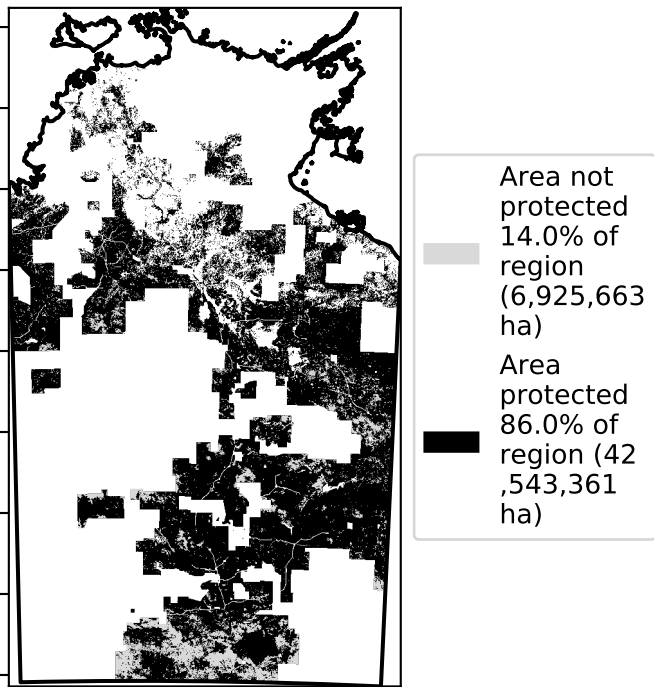 Area not
protected
14.0% of
region
(6,925,663
ha)
Area
protected
86.0% of
region (42
,543,361
ha)